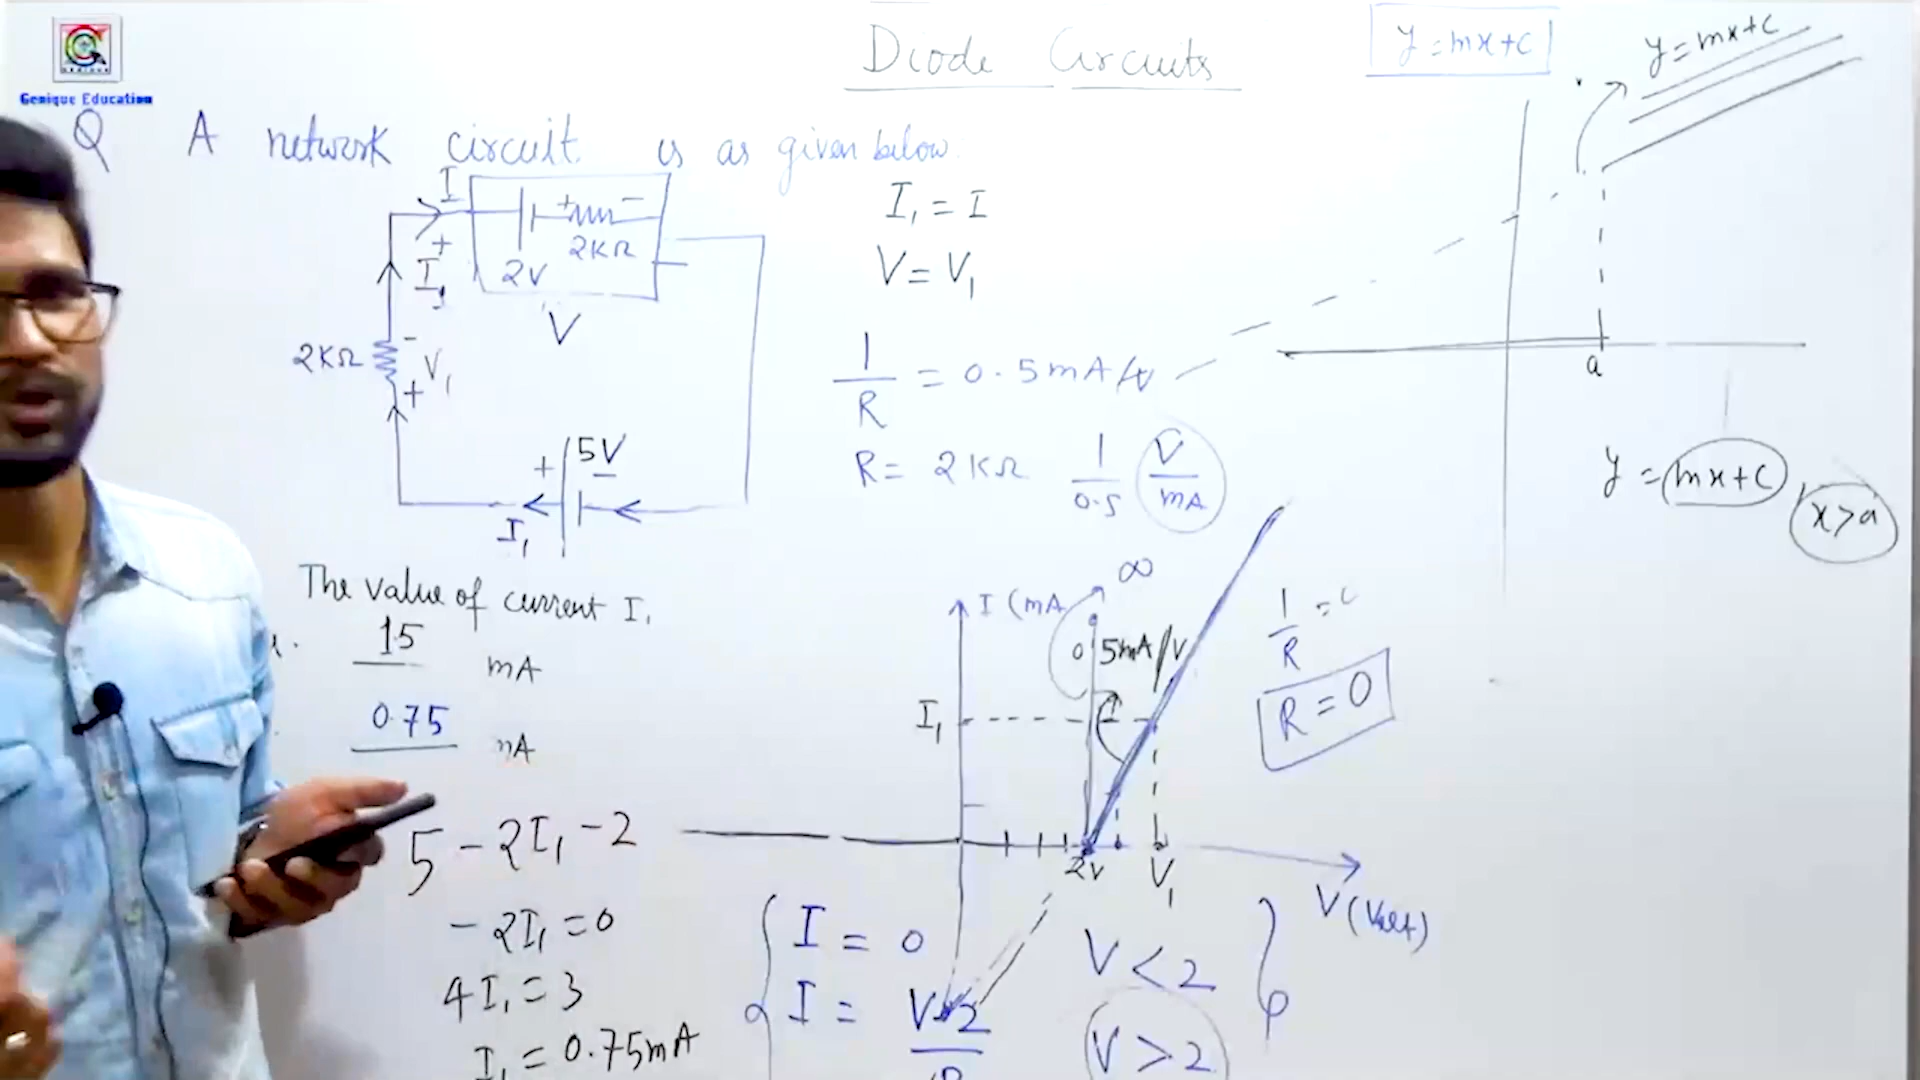 Genique Education
Diode Circuits
y = mx+c
y = mx+c
Q A network circuit is as given below.
I
+ -
2KΩ
2V
+
I₁
V
2KΩ
-
V₁
+
+
5V
-
I₁
I₁ = I
V = V₁
1/R = 0.5mA/V
R = 2KΩ
1/0.5 V/mA
a
y = mx+c
x>a
The value of current I₁
1.5 mA
0.75 mA
5 - 2I₁ - 2
- 2I₁ = 0
4I₁ = 3
I₁ = 0.75mA
I (mA
∞
0.5mA/V
I₁
2V
V₁
V (Volt)
1/R =
R = 0
I = 0 V < 2
I = V-2/R V > 2